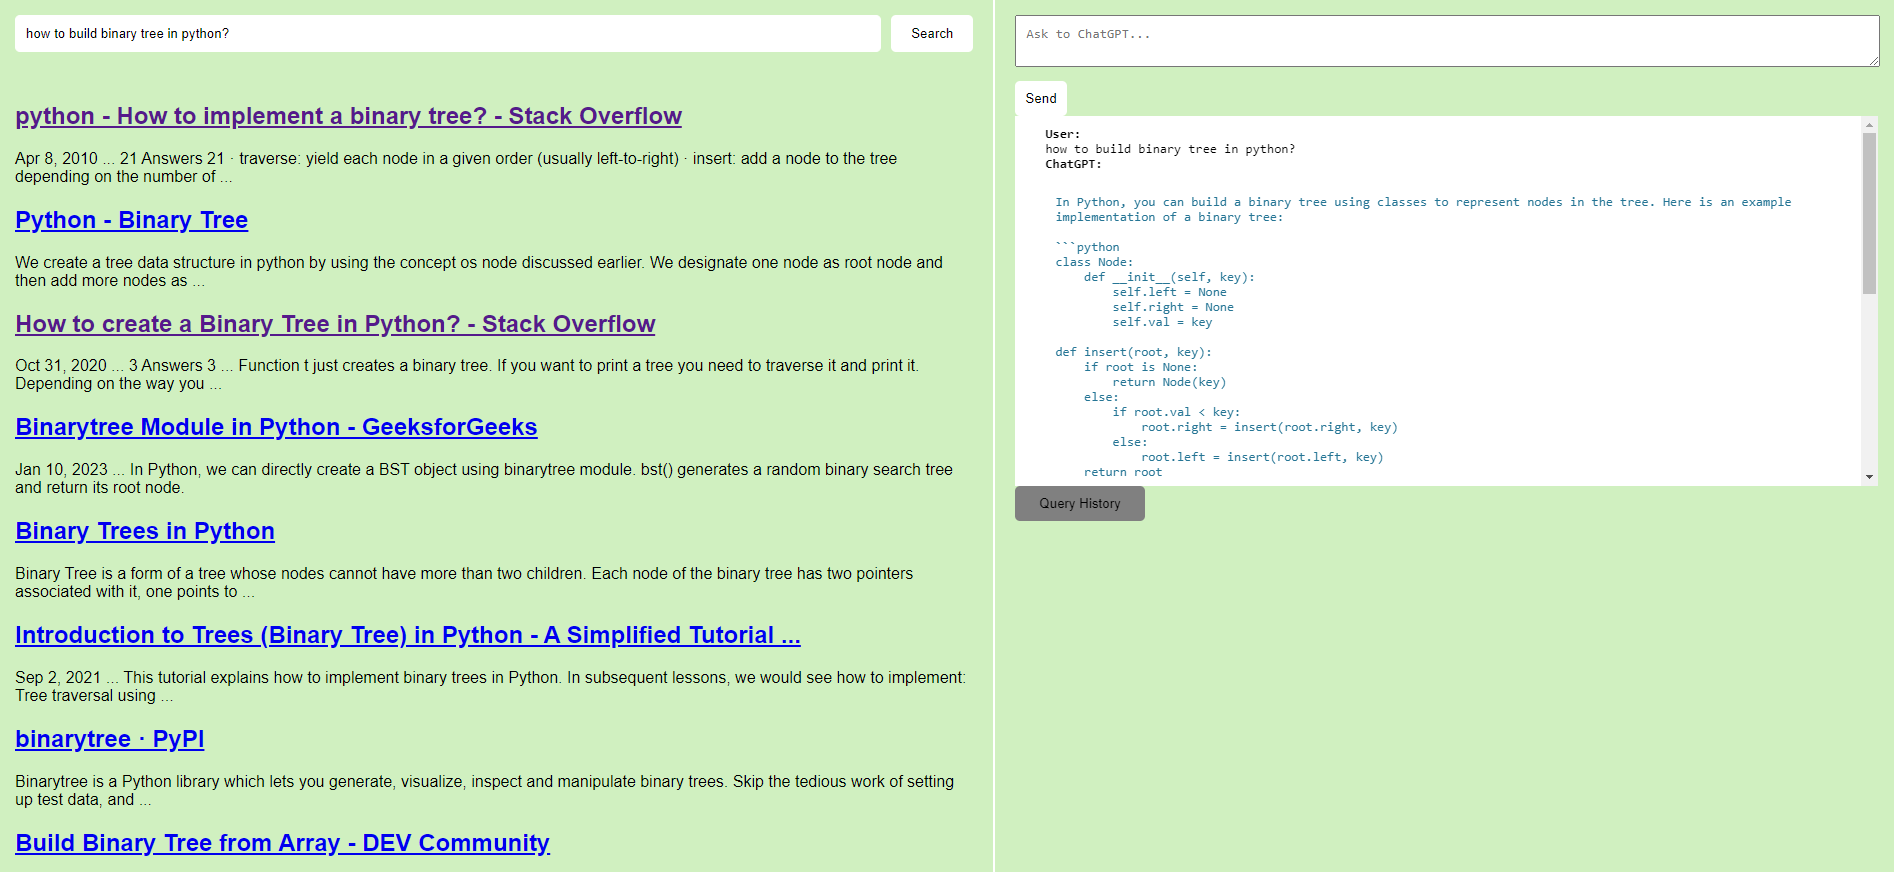 how to build binary tree in python?
Search
python - How to implement a binary tree? - Stack Overflow
Apr 8, 2010 ... 21 Answers 21 · traverse: yield each node in a given order (usually left-to-right) · insert: add a node to the tree
depending on the number of ...
Python - Binary Tree
We create a tree data structure in python by using the concept os node discussed earlier. We designate one node as root node and
then add more nodes as ...
How to create a Binary Tree in Python? - Stack Overflow
Oct 31, 2020 ... 3 Answers 3 ... Function t just creates a binary tree. If you want to print a tree you need to traverse it and print it.
Depending on the way you ...
Binarytree Module in Python - GeeksforGeeks
Jan 10, 2023 ... In Python, we can directly create a BST object using binarytree module. bst() generates a random binary search tree
and return its root node.
Binary Trees in Python
Binary Tree is a form of a tree whose nodes cannot have more than two children. Each node of the binary tree has two pointers
associated with it, one points to ...
Introduction to Trees (Binary Tree) in Python - A Simplified Tutorial ...
Sep 2, 2021 ... This tutorial explains how to implement binary trees in Python. In subsequent lessons, we would see how to implement:
Tree traversal using ...
binarytree · PyPI
Binarytree is a Python library which lets you generate, visualize, inspect and manipulate binary trees. Skip the tedious work of setting
up test data, and ...
Build Binary Tree from Array - DEV Community
Ask to ChatGPT...
Send
User:
how to build binary tree in python?
ChatGPT:
In Python, you can build a binary tree using classes to represent nodes in the tree. Here is an example
implementation of a binary tree:
```python
class Node:
    def __init__(self, key):
        self.left = None
        self.right = None
        self.val = key
def insert(root, key):
    if root is None:
        return Node(key)
    else:
        if root.val < key:
            root.right = insert(root.right, key)
        else:
            root.left = insert(root.left, key)
    return root
Query History